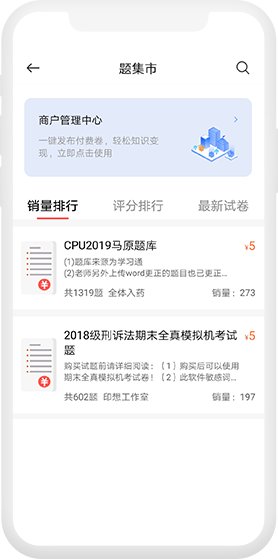 题集市
商户管理中心
一键发布付费卷，轻松知识变
现，立即点击使用
销量排行 评分排行 最新试卷
CPU2019马原题库 ¥5
(1)题库来源为学习通
(2)老师另外上传word更正的题目也已更正...
共1319题 全体入药 销量：273
2018级刑诉法期末全真模拟机考试 ¥5
题
购买试题前请详细阅读：（1）购买后可以使用
期末全真模拟机考试卷！（2）此软件敏感词...
共602题 印想工作室 销量：197